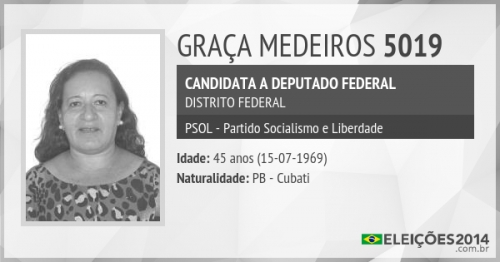 GRAÇA MEDEIROS 5019
CANDIDATA A DEPUTADO FEDERAL
DISTRITO FEDERAL
PSOL - Partido Socialismo e Liberdade
Idade: 45 anos (15-07-1969)
Naturalidade: PB - Cubati
ELEIÇÕES2014
.com.br